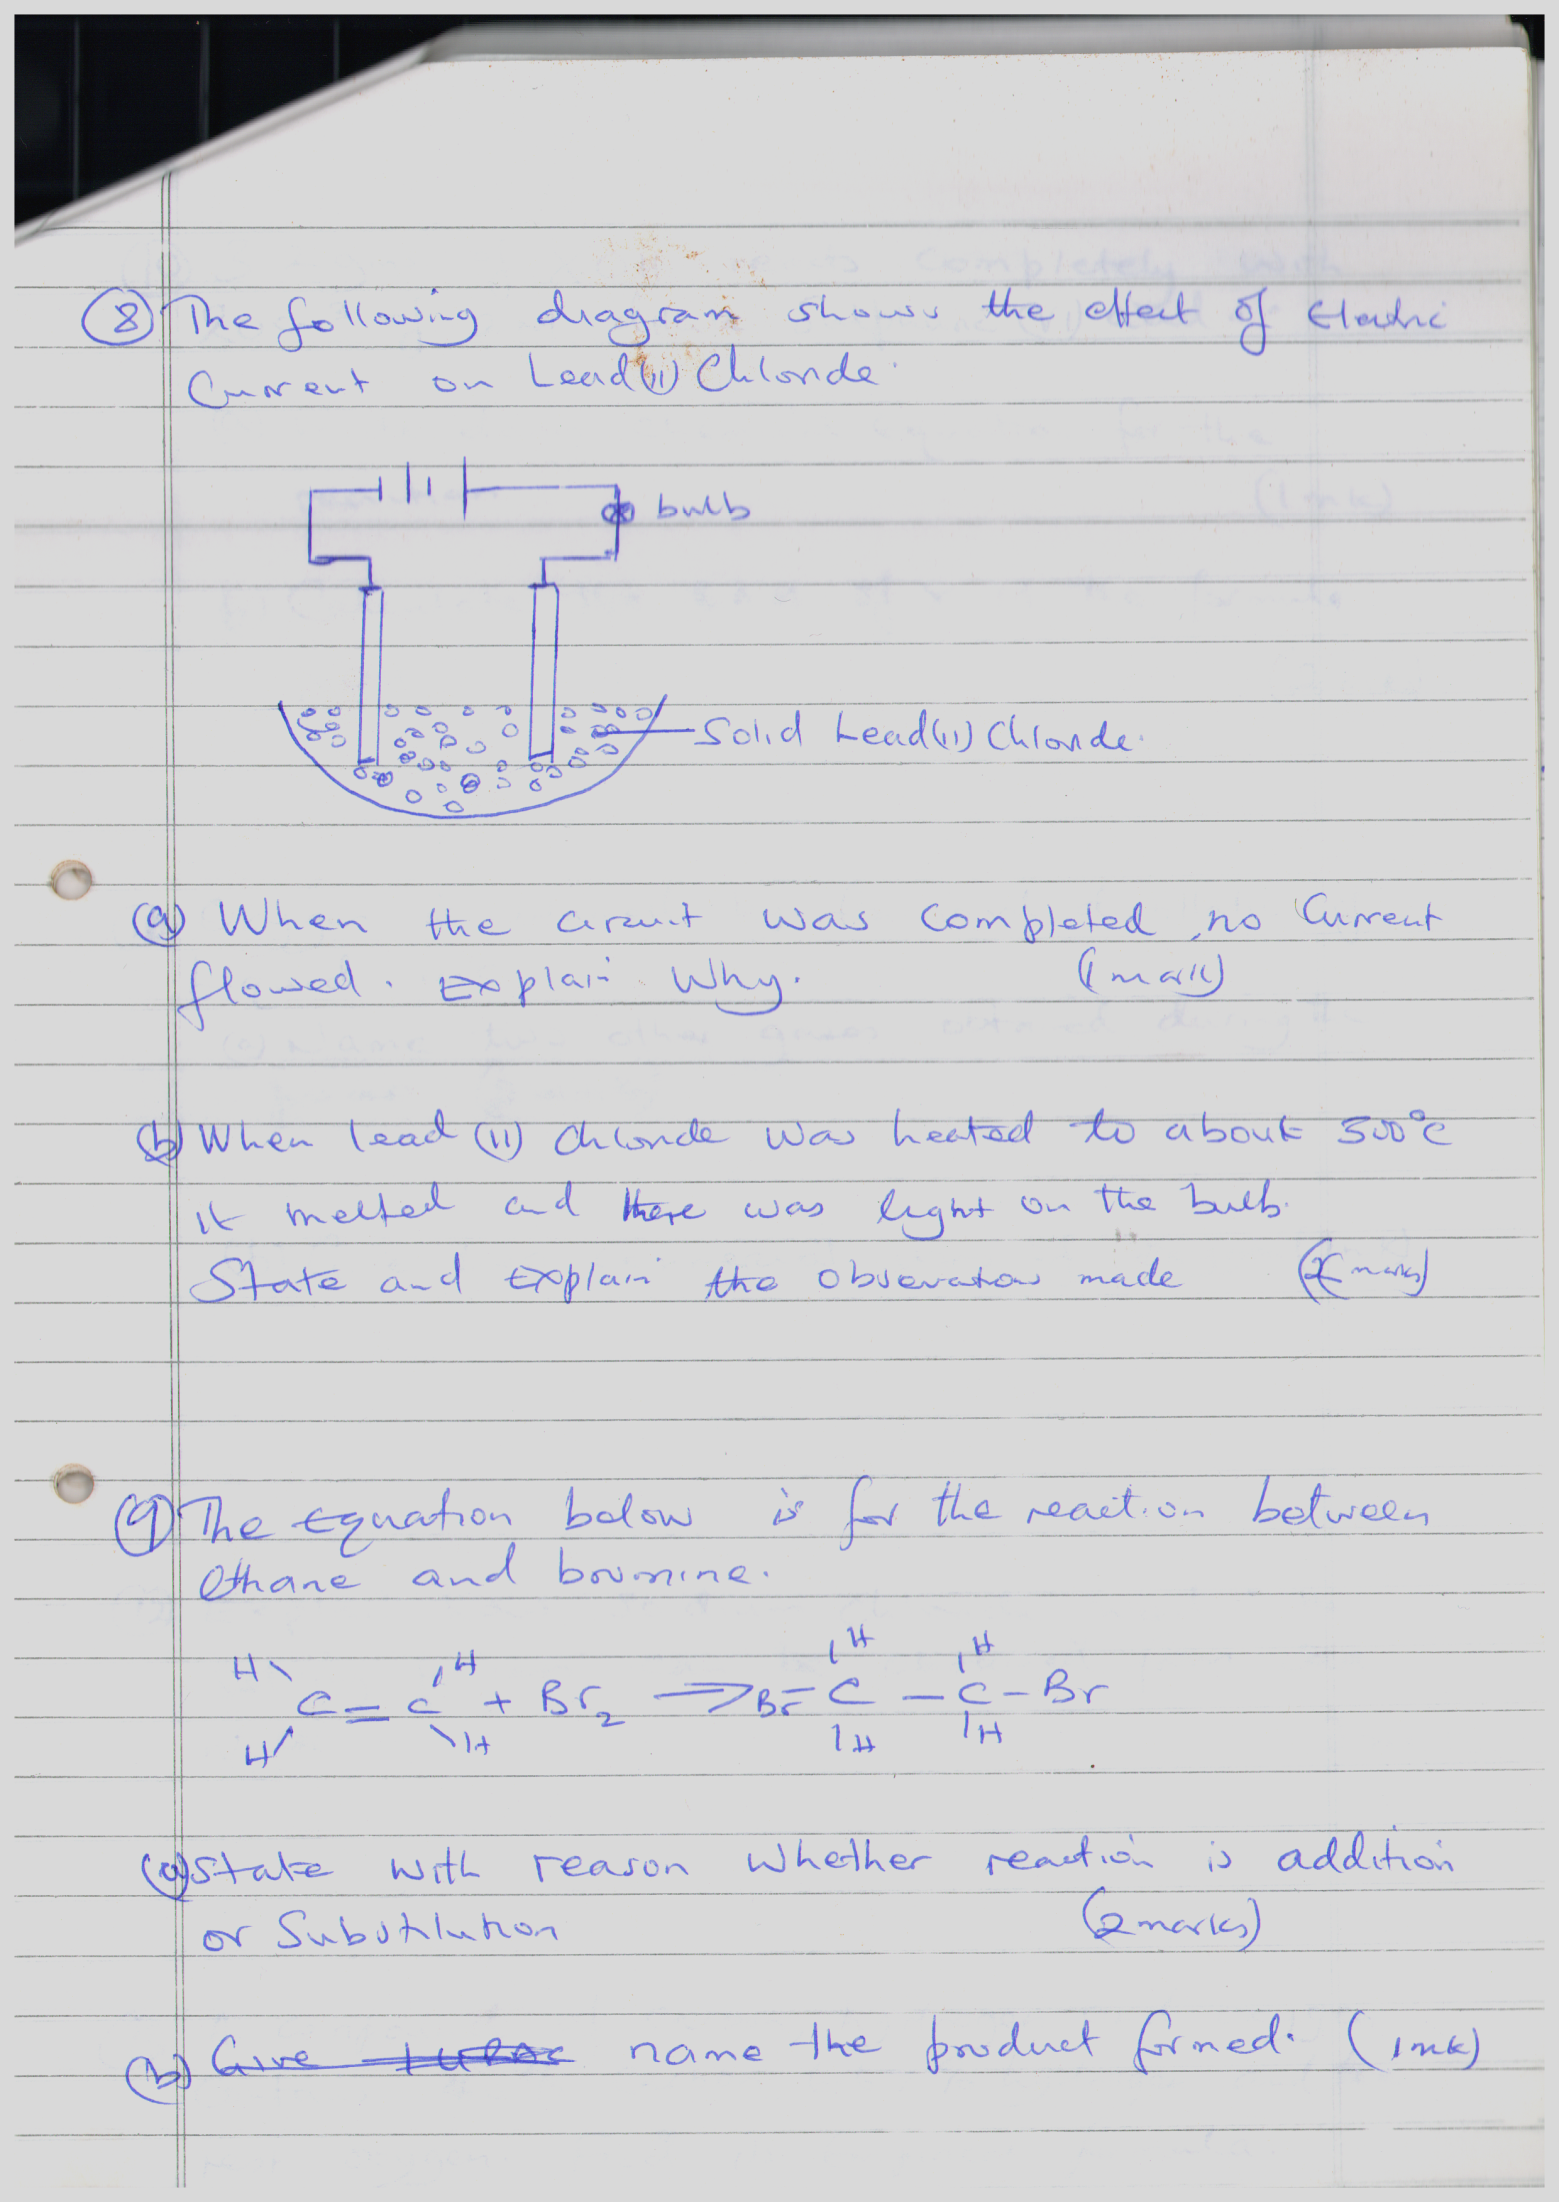 8 The following diagram shows the effect of Electric
Current on Lead(II) Chloride.
bulb
Solid Lead(II) Chloride.
(a) When the circuit was completed, no Current
flowed. Explain Why. (1 mark)
(b) When lead (II) chloride was heated to about 500°C
it melted and there was light on the bulb.
State and explain the observation made (2 marks)
9 The Equation below is for the reaction between
ethane and bromine.
H H H H
C = C + Br2 → Br - C - C - Br
H H H H
(a) State with reason whether reaction is addition
or Substitution (2 marks)
(b) Give IUPAC name the product formed. (1mk)